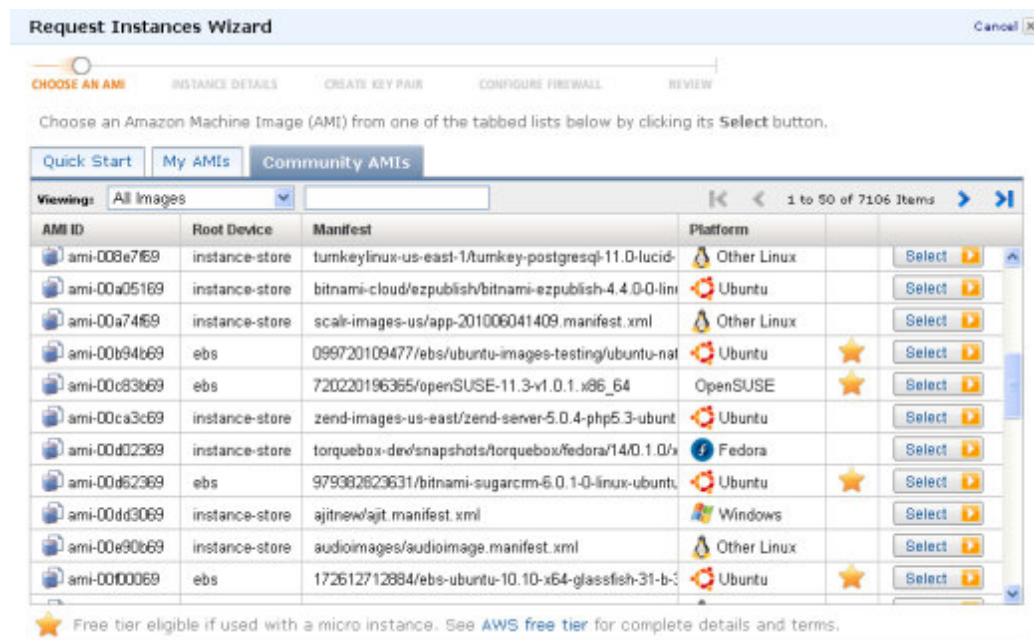 Request Instances Wizard Cancel
CHOOSE AN AMI INSTANCE DETAILS CREATE KEY PAIR CONFIGURE FIREWALL REVIEW
Choose an Amazon Machine Image (AMI) from one of the tabbed lists below by clicking its Select button.
Quick Start My AMIs Community AMIs
Viewing: All Images 1 to 50 of 7106 Items
AMI ID Root Device Manifest Platform
ami-008e7f69 instance-store turnkeylinux-us-east-1/turnkey-postgresql-11.0-lucid- Other Linux Select
ami-00a05169 instance-store bitnami-cloud/ezpublish/bitnami-ezpublish-4.4.0-0-linu Ubuntu Select
ami-00a74f69 instance-store scalr-images-us/app-201006041409.manifest.xml Other Linux Select
ami-00b94b69 ebs 099720109477/ebs/ubuntu-images-testing/ubuntu-nat Ubuntu Select
ami-00c83b69 ebs 720220196365/openSUSE-11.3-v1.0.1.x86_64 OpenSUSE Select
ami-00ca3c69 instance-store zend-images-us-east/zend-server-5.0.4-php5.3-ubunt Ubuntu Select
ami-00d02369 instance-store torquebox-dev/snapshots/torquebox/fedora/14/0.1.0/x Fedora Select
ami-00d62369 ebs 979382823631/bitnami-sugarcrm-6.0.1-0-linux-ubuntu Ubuntu Select
ami-00dd3069 instance-store ajitnew/ajit.manifest.xml Windows Select
ami-00e90b69 instance-store audioimages/audioimage.manifest.xml Other Linux Select
ami-00f00069 ebs 172612712884/ebs-ubuntu-10.10-x64-glassfish-31-b-3 Ubuntu Select
Free tier eligible if used with a micro instance. See AWS free tier for complete details and terms.